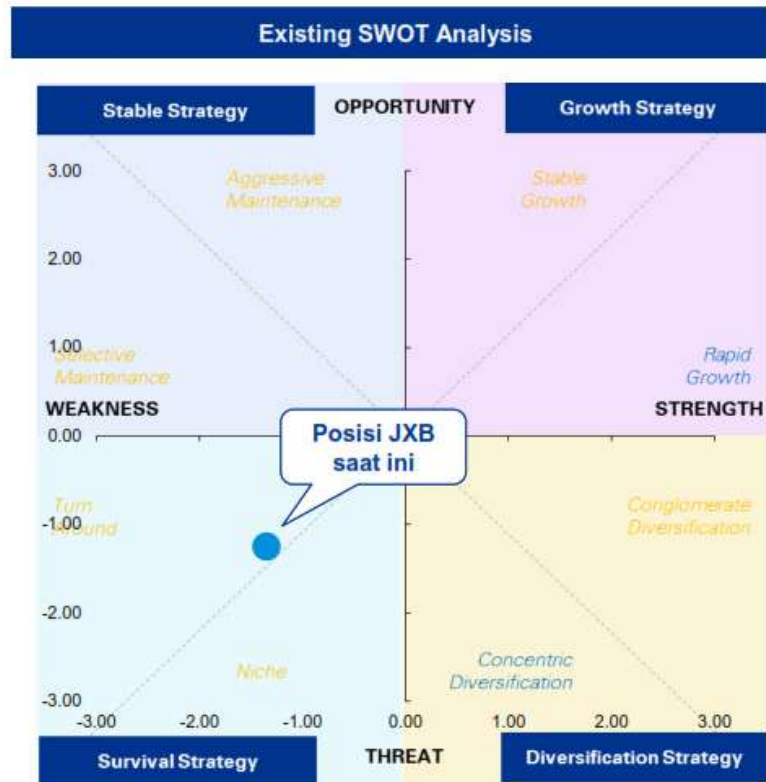 Existing SWOT Analysis
Stable Strategy
OPPORTUNITY
Growth Strategy
3.00
Aggressive
Maintenance
Stable
Growth
2.00
1.00
Selective
Maintenance
Rapid
Growth
WEAKNESS
STRENGTH
0.00
Posisi JXB
saat ini
Turn
Around
-1.00
Conglomerate
Diversification
-2.00
Niche
Concentric
Diversification
-3.00
-3.00 -2.00 -1.00 0.00 1.00 2.00 3.00
Survival Strategy
THREAT
Diversification Strategy